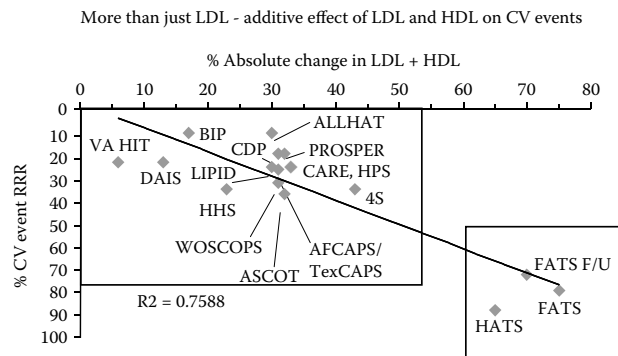 More than just LDL - additive effect of LDL and HDL on CV events
% Absolute change in LDL + HDL
0 10 20 30 40 50 60 70 80
% CV event RRR
0
10
20
30
40
50
60
70
80
90
100
ALLHAT
BIP
VA HIT
CDP
PROSPER
DAIS
LIPID
CARE, HPS
HHS
4S
WOSCOPS
AFCAPS/
TexCAPS
ASCOT
FATS F/U
FATS
HATS
R2 = 0.7588